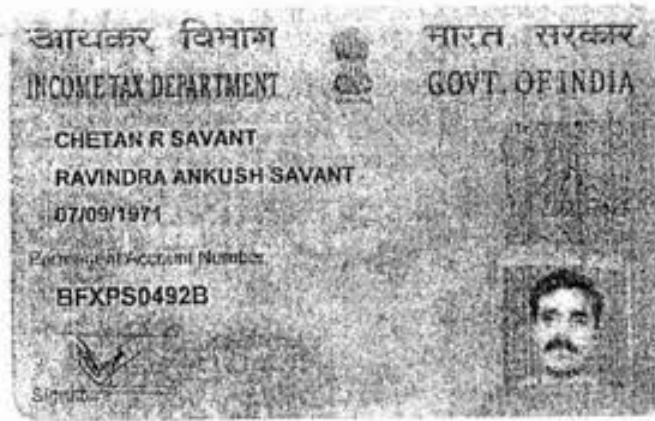 आयकर विभाग
INCOME TAX DEPARTMENT
भारत सरकार
GOVT. OF INDIA
CHETAN R SAVANT
RAVINDRA ANKUSH SAVANT
07/09/1971
Permanent Account Number
BFXPS0492B